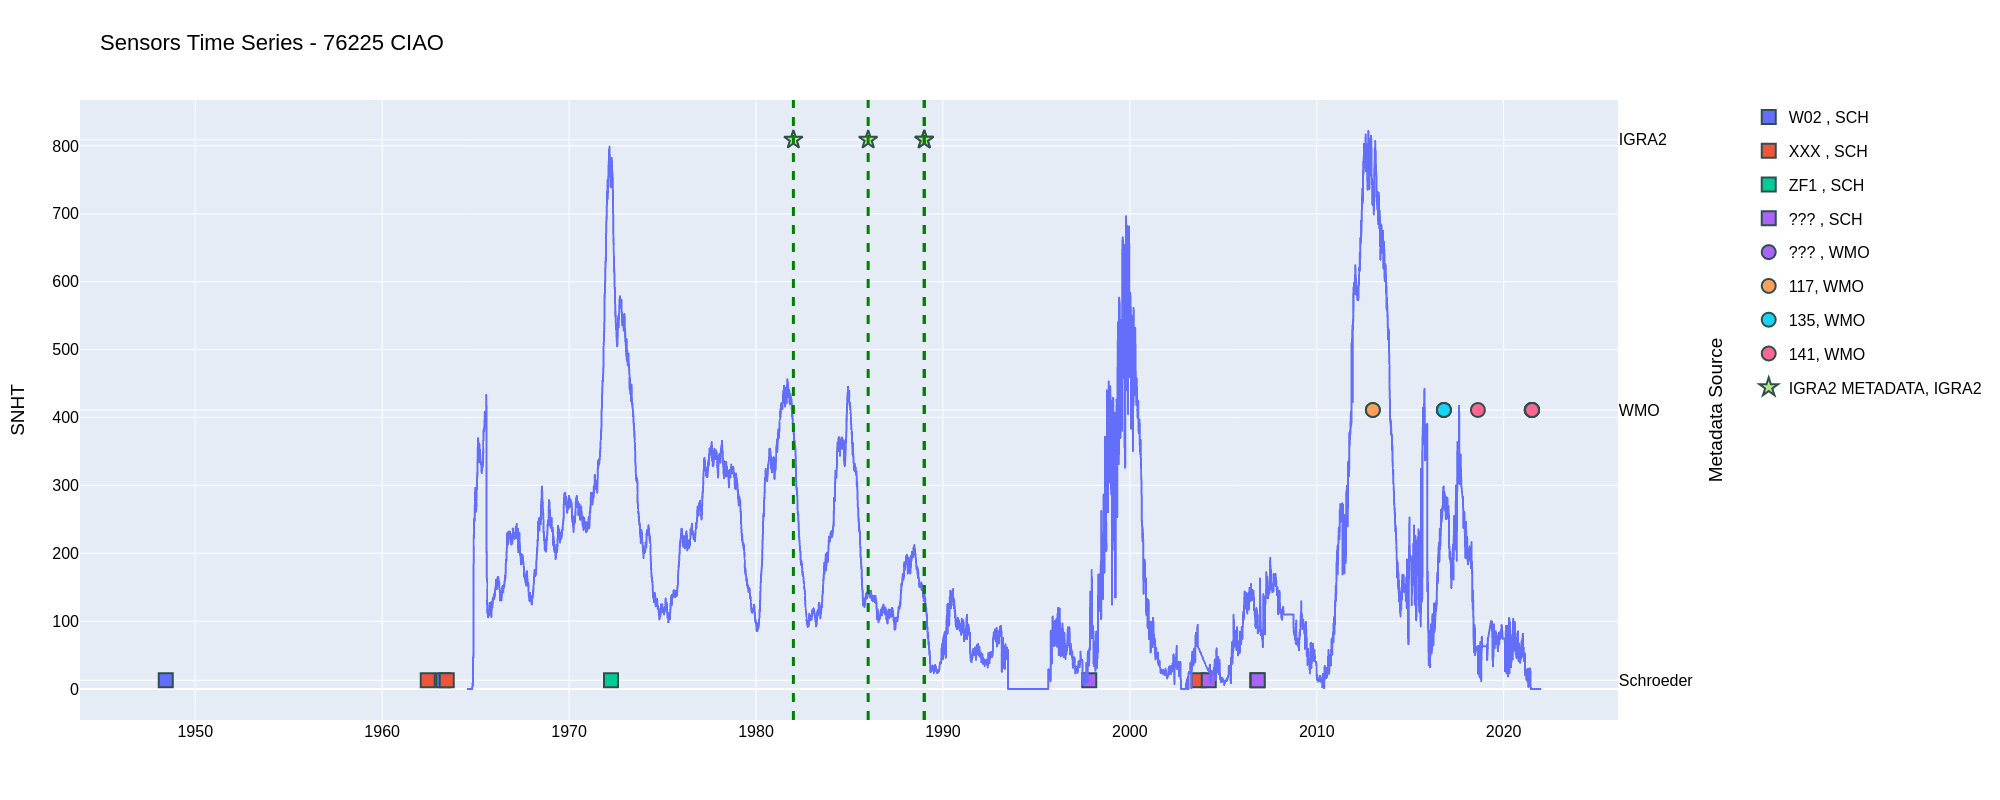 Sensors Time Series - 76225 CIAO
SNHT
800
700
600
500
400
300
200
100
0
1950
1960
1970
1980
1990
2000
2010
2020
IGRA2
WMO
Schroeder
Metadata Source
W02 , SCH
XXX , SCH
ZF1 , SCH
??? , SCH
??? , WMO
117, WMO
135, WMO
141, WMO
IGRA2 METADATA, IGRA2